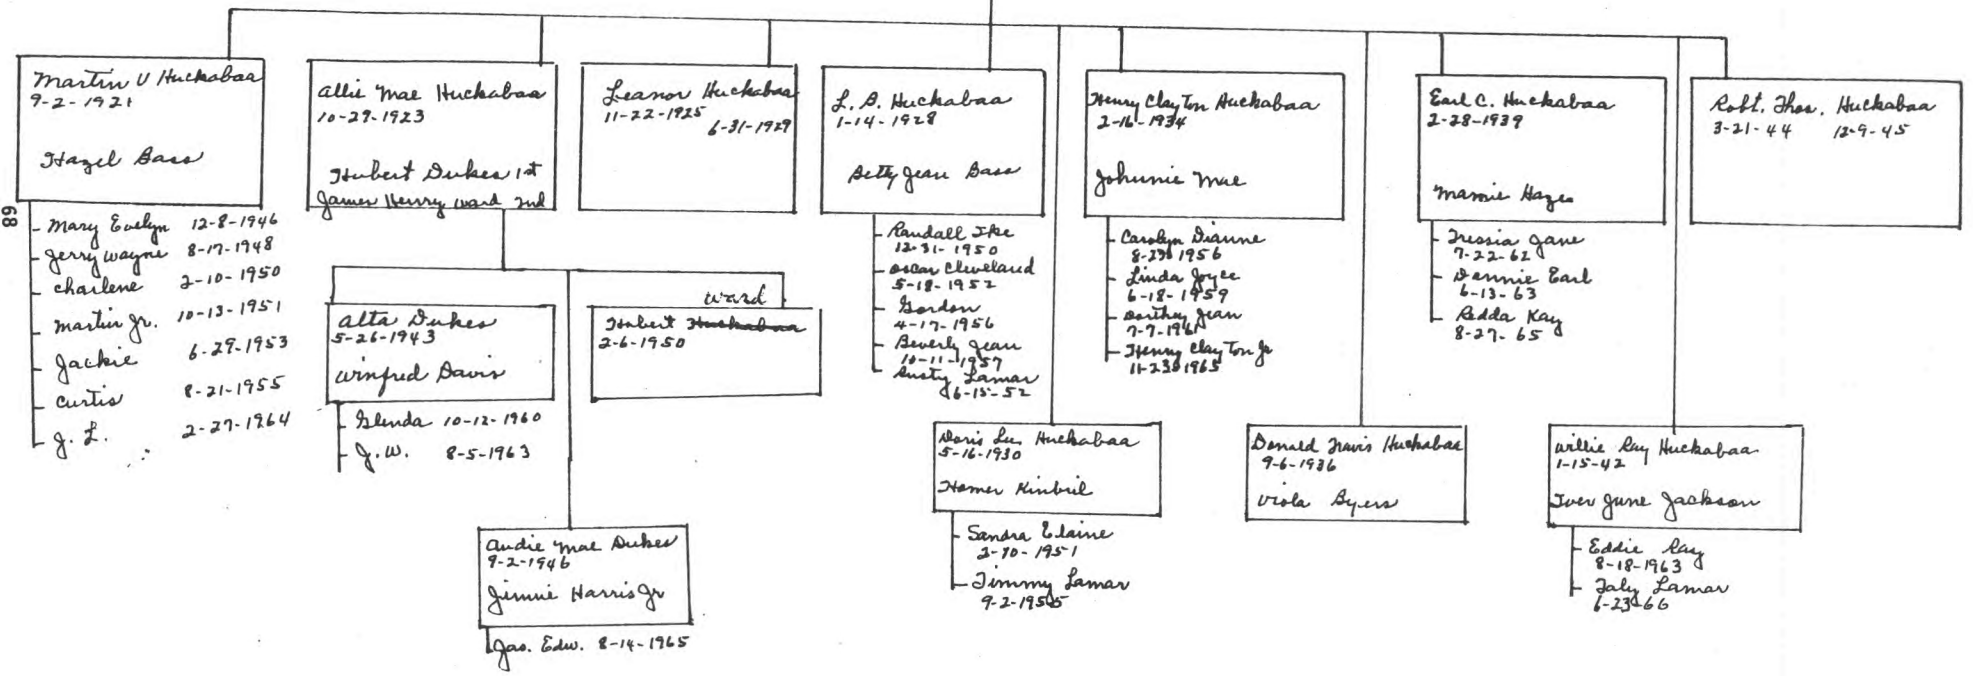 Martin V Huckabaa
9-2-1921
Hazel Bass
Mary Evelyn 12-8-1946
Jerry Wayne 8-17-1948
Charlene 2-10-1950
Martin Jr. 10-13-1951
Jackie 6-29-1953
Curtis 8-21-1955
J. L. 2-27-1964
89
Allie Mae Huckabaa
10-27-1923
Hubert Dukes 1st
James Henry Ward 2nd
Alta Dukes
5-26-1943
Winfred Davis
Glenda 10-12-1960
J. W. 8-5-1963
Audie Mae Dukes
9-2-1946
Jimmie Harris Jr
Jas. Edw. 8-14-1965
Ward
Hubert Huckabaa
2-6-1950
Leanor Huckabaa
11-22-1925
6-31-1929
L. B. Huckabaa
1-14-1928
Betty Jean Bass
Randall Ike
12-31-1950
Oscar Cleveland
5-18-1952
Gordon
4-17-1956
Beverly Jean
10-11-1957
Rusty Lamar
6-15-52
Doris Lu Huckabaa
5-16-1930
Homer Kinbril
Sandra Elaine
2-10-1951
Timmy Lamar
9-2-1955
Henry Clayton Huckabaa
2-16-1934
Johnnie Mae
Carolyn Dianne
8-23-1956
Linda Joyce
6-18-1959
Dorthy Jean
7-7-1961
Henry Clayton Jr
11-23-1965
Donald Travis Huckabaa
9-6-1936
Viola Byers
Earl C. Huckabaa
2-28-1939
Mamie Hayes
Tressia Jane
7-22-62
Dannie Earl
6-13-63
Redda Kay
8-27-65
Willie Ray Huckabaa
1-15-42
Iver June Jackson
Eddie Ray
8-18-1963
Taly Lamar
6-23-66
Robt. Thos. Huckabaa
3-21-44 12-9-45